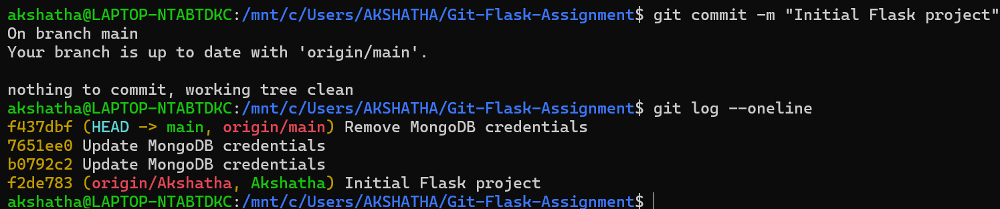 akshatha@LAPTOP-NTABTDKC:/mnt/c/Users/AKSHATHA/Git-Flask-Assignment$ git commit -m "Initial Flask project"
On branch main
Your branch is up to date with 'origin/main'.

nothing to commit, working tree clean
akshatha@LAPTOP-NTABTDKC:/mnt/c/Users/AKSHATHA/Git-Flask-Assignment$ git log --oneline
f437dbf (HEAD -> main, origin/main) Remove MongoDB credentials
7651ee0 Update MongoDB credentials
b0792c2 Update MongoDB credentials
f2de783 (origin/Akshatha, Akshatha) Initial Flask project
akshatha@LAPTOP-NTABTDKC:/mnt/c/Users/AKSHATHA/Git-Flask-Assignment$